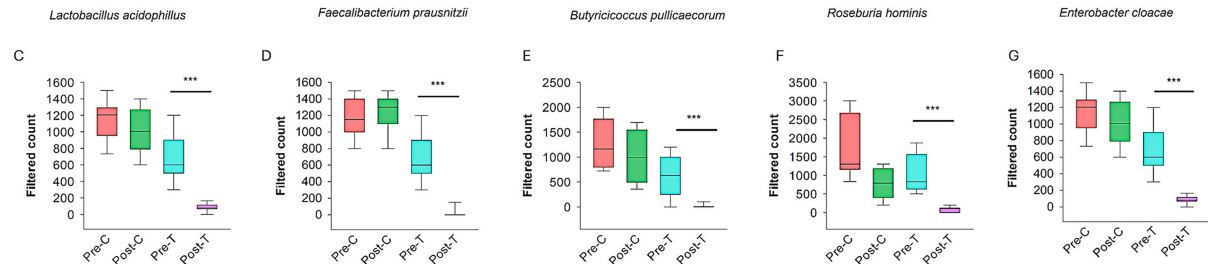 Lactobacillus acidophillus
Faecalibacterium prausnitzii
Butyricicoccus pullicaecorum
Roseburia hominis
Enterobacter cloacae
C
Filtered count
1600
1400
1200
1000
800
600
400
200
0
***
Pre-C
Post-C
Pre-T
Post-T
D
Filtered count
1600
1400
1200
1000
800
600
400
200
0
***
Pre-C
Post-C
Pre-T
Post-T
E
Filtered count
2500
2000
1500
1000
500
0
***
Pre-C
Post-C
Pre-T
Post-T
F
Filtered count
3500
3000
2500
2000
1500
1000
500
0
***
Pre-C
Post-C
Pre-T
Post-T
G
Filtered count
1600
1400
1200
1000
800
600
400
200
0
***
Pre-C
Post-C
Pre-T
Post-T